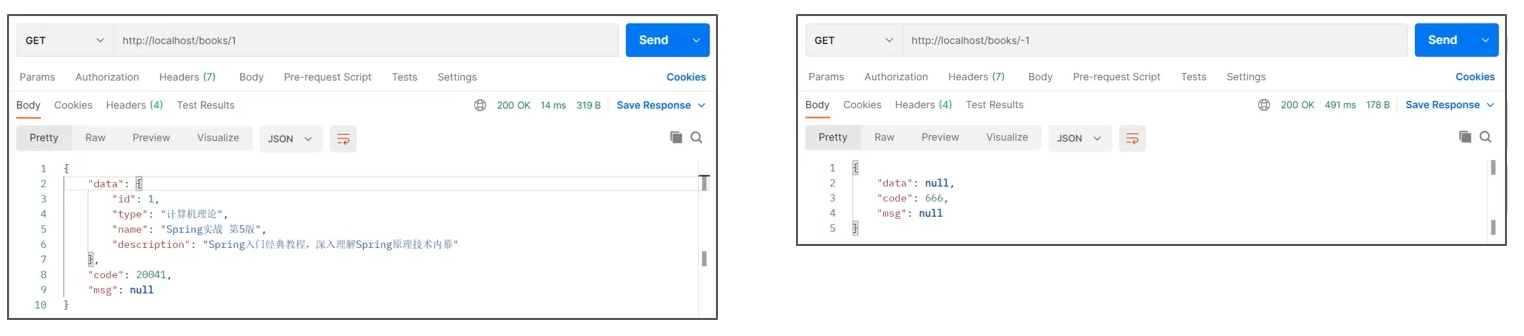 GET http://localhost/books/1 Send
Params Authorization Headers (7) Body Pre-request Script Tests Settings Cookies
Body Cookies Headers (4) Test Results 200 OK 14 ms 319 B Save Response
Pretty Raw Preview Visualize JSON
1 {
2 "data": {
3 "id": 1,
4 "type": "计算机理论",
5 "name": "Spring实战 第5版",
6 "description": "Spring入门经典教程，深入理解Spring原理技术内幕"
7 },
8 "code": 20041,
9 "msg": null
10 }
GET http://localhost/books/-1 Send
Params Authorization Headers (7) Body Pre-request Script Tests Settings Cookies
Body Cookies Headers (4) Test Results 200 OK 491 ms 178 B Save Response
Pretty Raw Preview Visualize JSON
1 {
2 "data": null,
3 "code": 666,
4 "msg": null
5 }